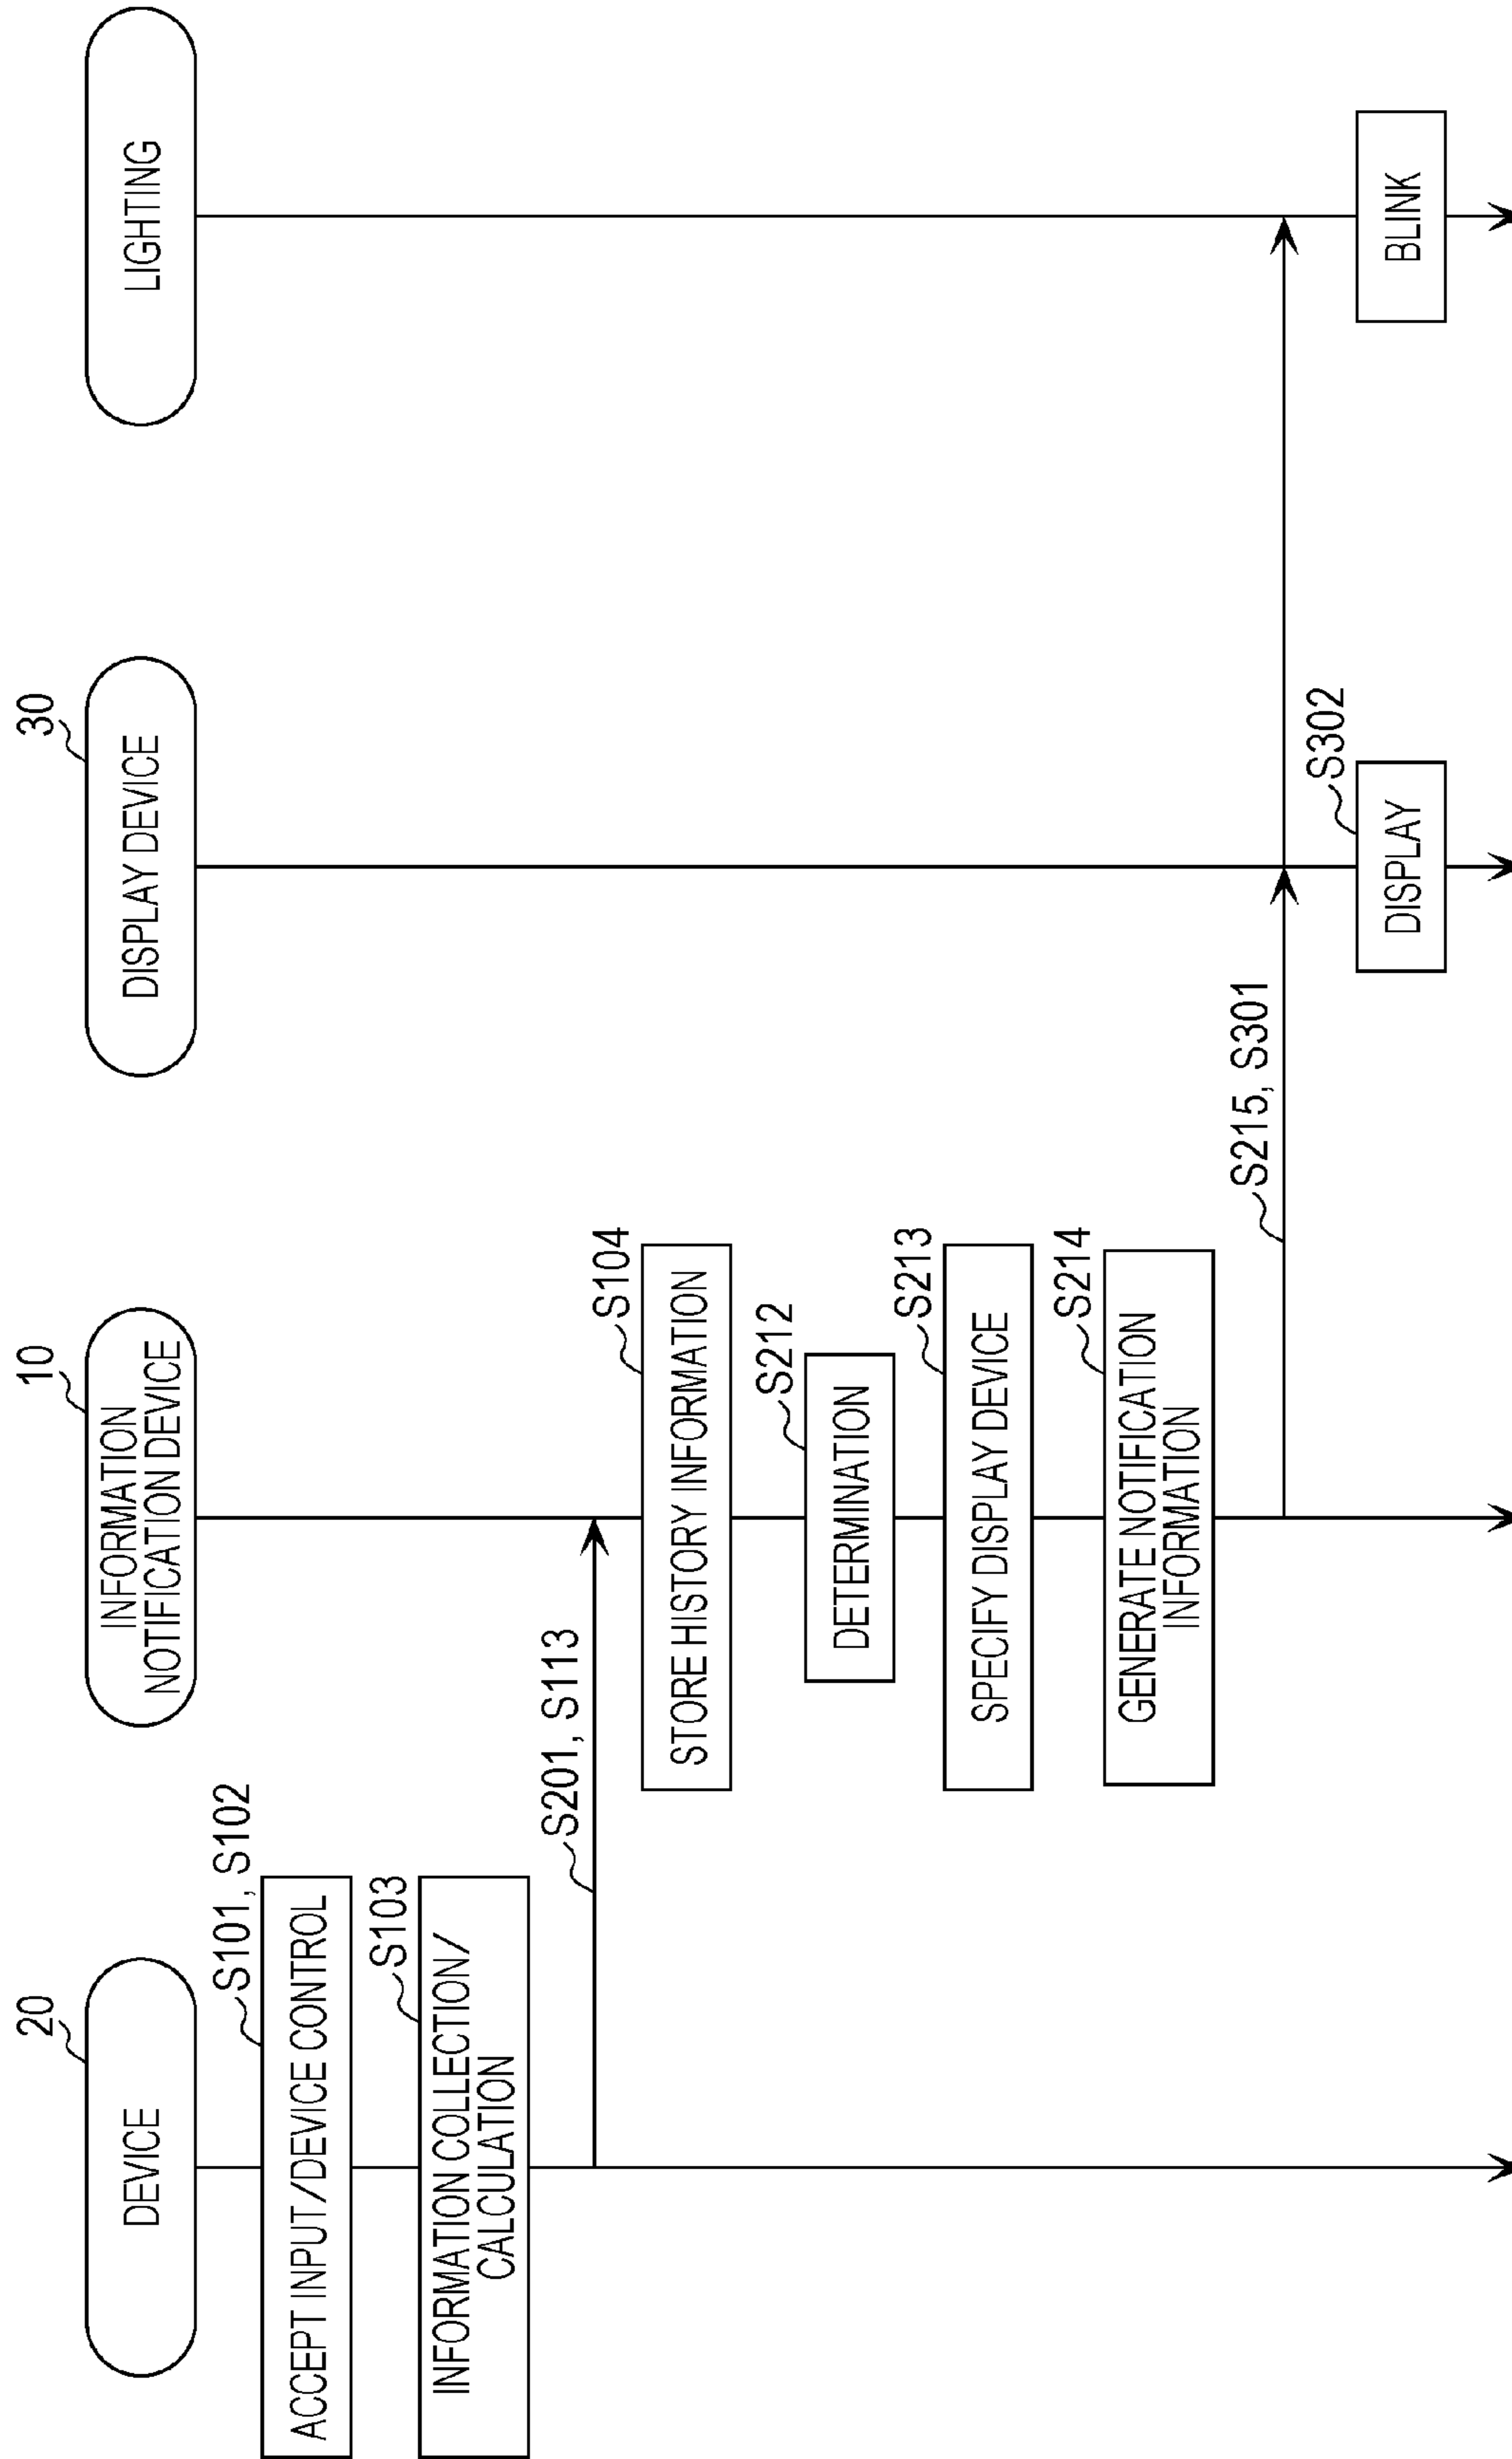 20
DEVICE
10
INFORMATION
NOTIFICATION DEVICE
30
DISPLAY DEVICE
LIGHTING
S101, S102
ACCEPT INPUT/DEVICE CONTROL
S103
INFORMATION COLLECTION/
CALCULATION
S201, S113
S104
STORE HISTORY INFORMATION
S212
DETERMINATION
S213
SPECIFY DISPLAY DEVICE
S214
GENERATE NOTIFICATION
INFORMATION
S215, S301
S302
DISPLAY
BLINK